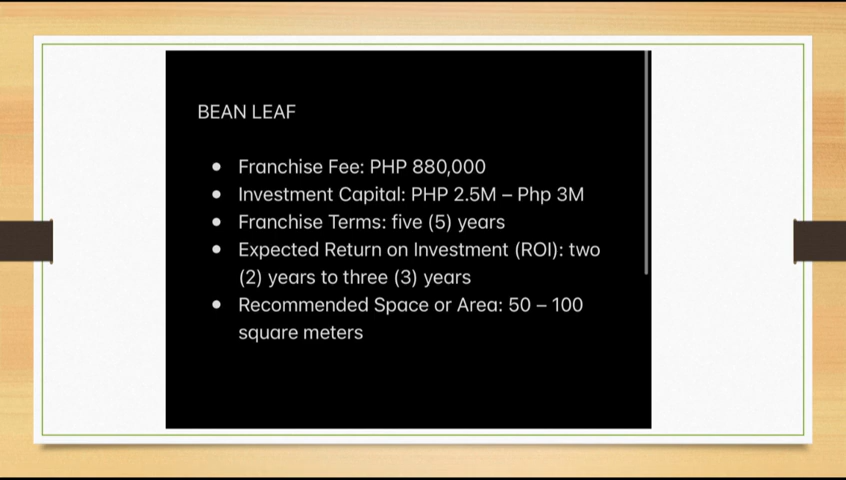 BEAN LEAF
• Franchise Fee: PHP 880,000
• Investment Capital: PHP 2.5M – Php 3M
• Franchise Terms: five (5) years
• Expected Return on Investment (ROI): two
(2) years to three (3) years
• Recommended Space or Area: 50 – 100
square meters